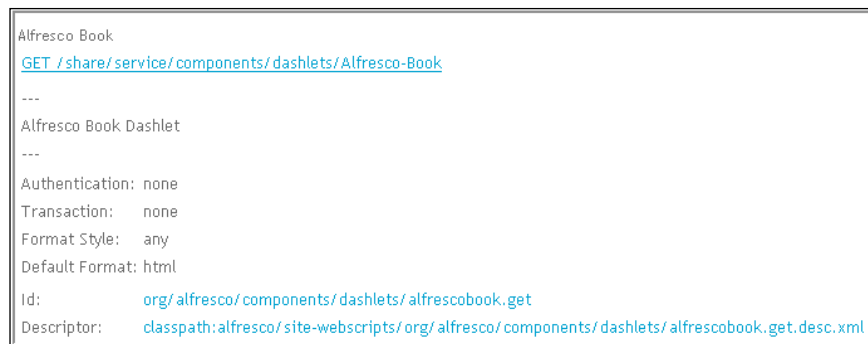 Alfresco Book
GET /share/service/components/dashlets/Alfresco-Book
---
Alfresco Book Dashlet
---
Authentication: none
Transaction: none
Format Style: any
Default Format: html
Id: org/alfresco/components/dashlets/alfrescobook.get
Descriptor: classpath:alfresco/site-webscripts/org/alfresco/components/dashlets/alfrescobook.get.desc.xml